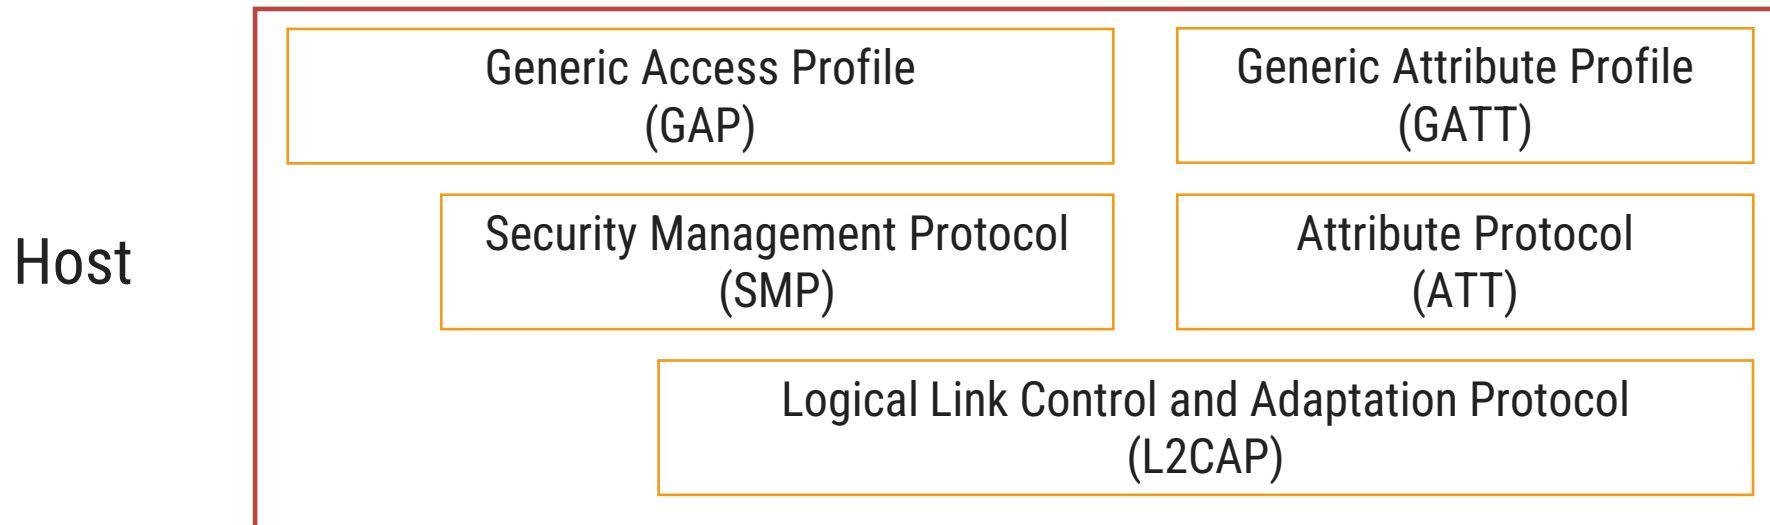 Generic Access Profile
(GAP)
Generic Attribute Profile
(GATT)
Host
Security Management Protocol
(SMP)
Attribute Protocol
(ATT)
Logical Link Control and Adaptation Protocol
(L2CAP)